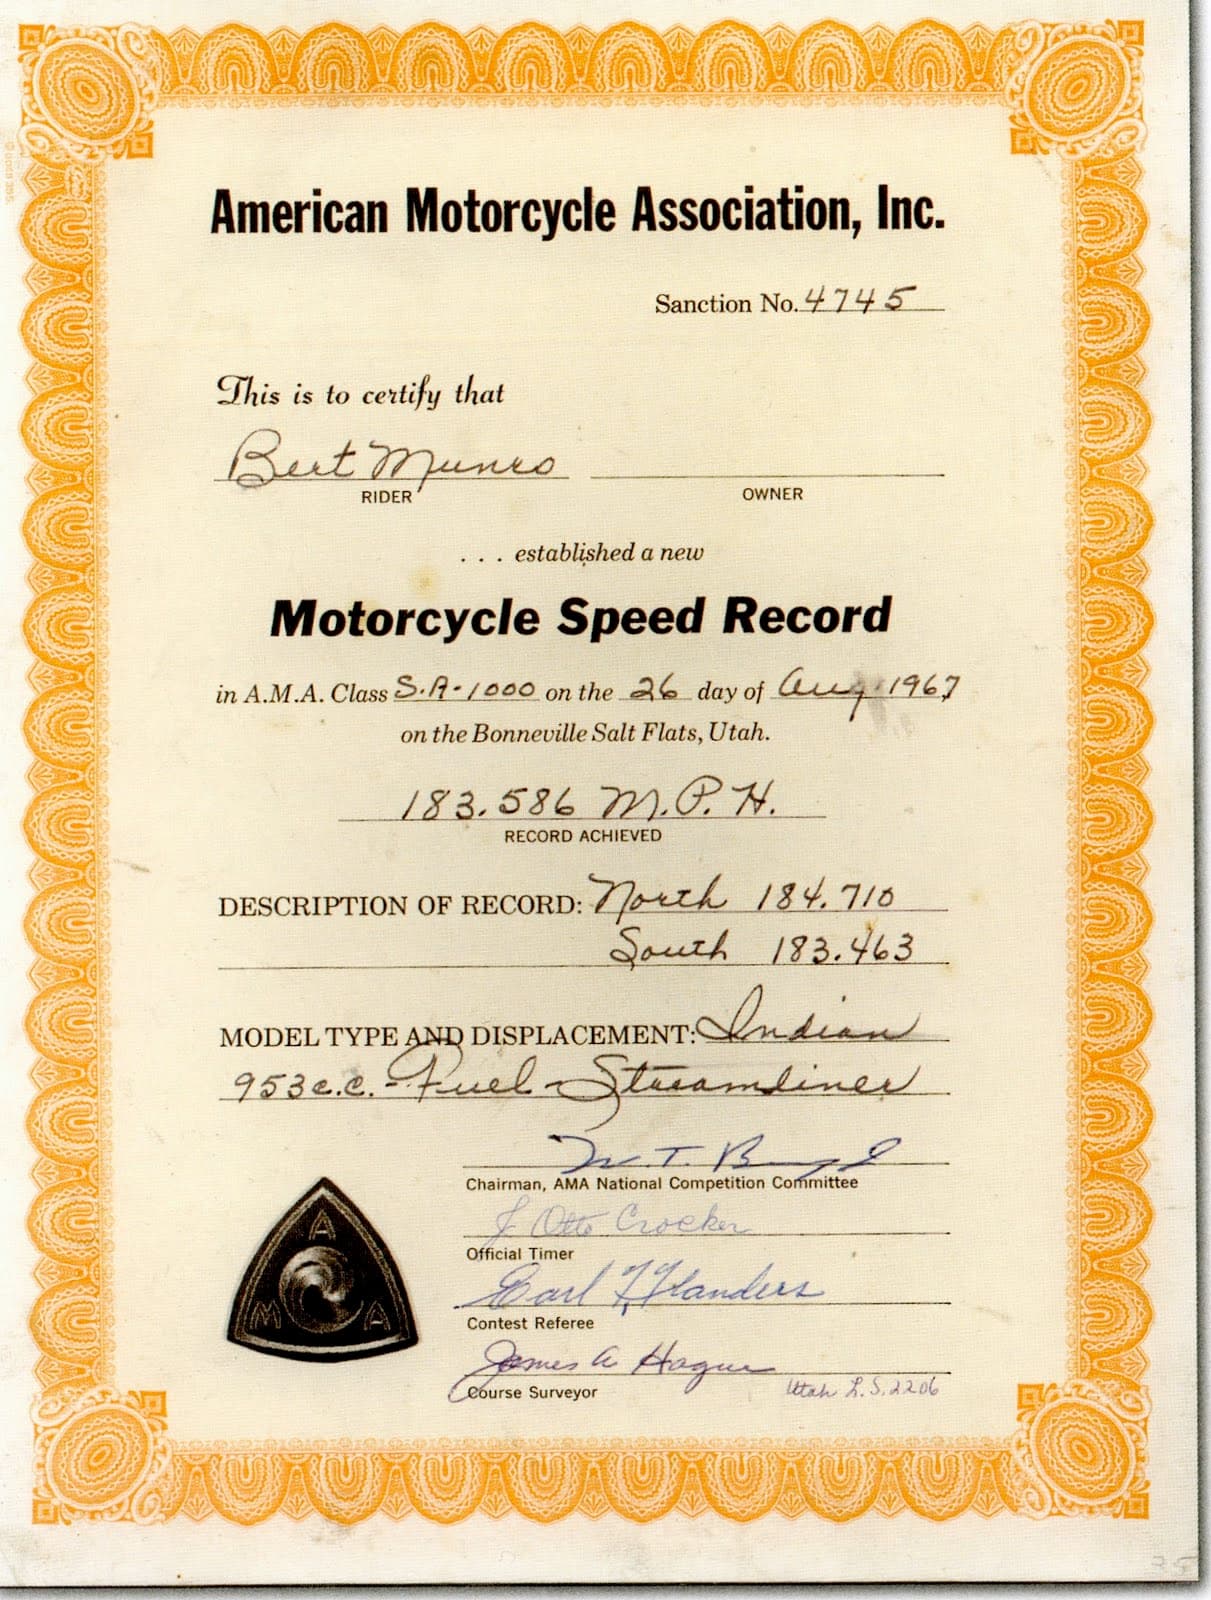 American Motorcycle Association, Inc.
Sanction No. 4745
This is to certify that
Bert Munro
RIDER OWNER
. . . established a new
Motorcycle Speed Record
in A.M.A. Class S.A-1000 on the 26 day of Aug. 1967
on the Bonneville Salt Flats, Utah.
183.586 M.P.H.
RECORD ACHIEVED
DESCRIPTION OF RECORD: North 184.710
South 183.463
MODEL TYPE AND DISPLACEMENT: Indian
953 c.c. - Fuel - Streamliner
A
M A
W. T. B
Chairman, AMA National Competition Committee
J Otto Crocker
Official Timer
Earl F Flanders
Contest Referee
James A Hague
Course Surveyor Utah L.S. 2206